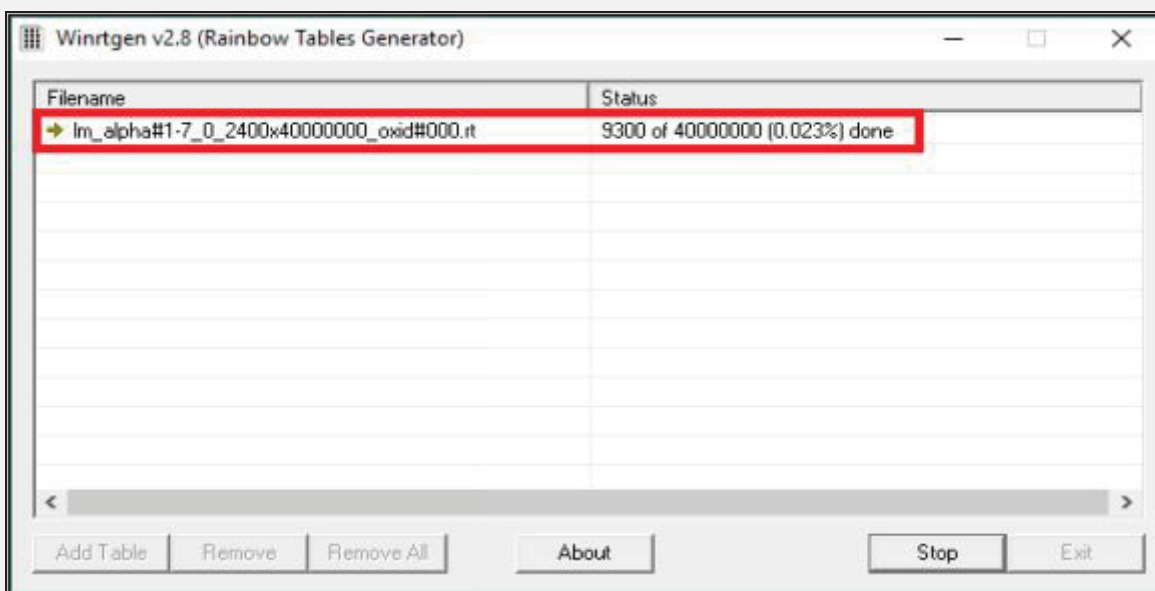 Winrtgen v2.8 (Rainbow Tables Generator)
Filename Status
lm_alpha#1-7_0_2400x40000000_oxid#000.rt 9300 of 40000000 (0.023%) done
Add Table Remove Remove All About Stop Exit